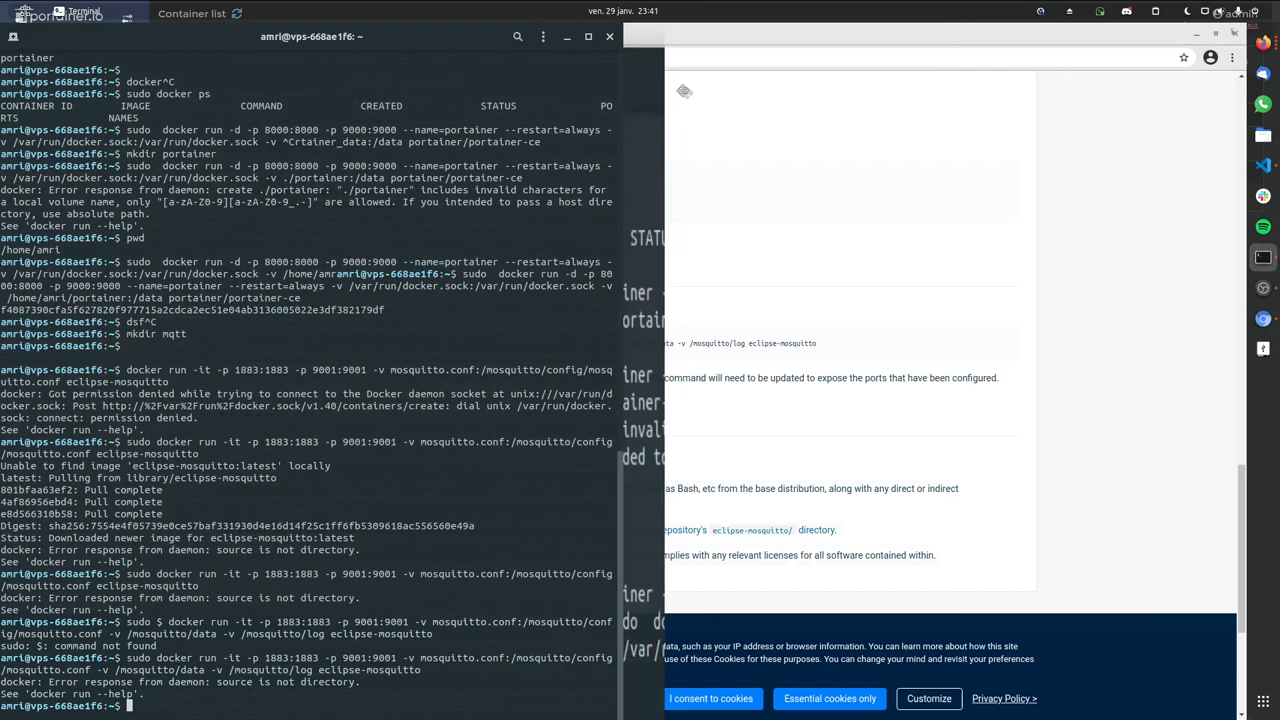 Activities
Container list
ven. 29 janv.  23:41
admin
amri@vps-668ae1f6: ~
portainer
amri@vps-668ae1f6:~$
amri@vps-668ae1f6:~$ docker^C
amri@vps-668ae1f6:~$ sudo docker ps
CONTAINER ID        IMAGE               COMMAND             CREATED             STATUS              PO
RTS               NAMES
amri@vps-668ae1f6:~$ sudo  docker run -d -p 8000:8000 -p 9000:9000 --name=portainer --restart=always -
v /var/run/docker.sock:/var/run/docker.sock -v ^Crtainer_data:/data portainer/portainer-ce
amri@vps-668ae1f6:~$ mkdir portainer
amri@vps-668ae1f6:~$ sudo  docker run -d -p 8000:8000 -p 9000:9000 --name=portainer --restart=always -
v /var/run/docker.sock:/var/run/docker.sock -v ./portainer:/data portainer/portainer-ce
docker: Error response from daemon: create ./portainer: "./portainer" includes invalid characters for
a local volume name, only "[a-zA-Z0-9][a-zA-Z0-9_.-]" are allowed. If you intended to pass a host dire
ctory, use absolute path.
See 'docker run --help'.
amri@vps-668ae1f6:~$ pwd
/home/amri
amri@vps-668ae1f6:~$ sudo  docker run -d -p 8000:8000 -p 9000:9000 --name=portainer --restart=always -
v /var/run/docker.sock:/var/run/docker.sock -v /home/amramri@vps-668ae1f6:~$ sudo  docker run -d -p 80
00:8000 -p 9000:9000 --name=portainer --restart=always -v /var/run/docker.sock:/var/run/docker.sock -v
/home/amri/portainer:/data portainer/portainer-ce
f4087390caf5762efd3315acaac227222ca2ec51e04ab3136005022e3df482179df
amri@vps-668ae1f6:~$ dsf^C
amri@vps-668ae1f6:~$ mkdir mqtt
amri@vps-668ae1f6:~$
amri@vps-668ae1f6:~$ docker run -it -p 1883:1883 -p 9001:9001 -v mosquitto.conf:/mosquitto/config/mosq
uitto.conf eclipse-mosquitto
docker: Got permission denied while trying to connect to the Docker daemon socket at unix:///var/run/d
ocker.sock: Post http://%2Fvar%2Frun%2Fdocker.sock/v1.40/containers/create: dial unix /var/run/docker.
sock: connect: permission denied.
See 'docker run --help'.
amri@vps-668ae1f6:~$ sudo docker run -it -p 1883:1883 -p 9001:9001 -v mosquitto.conf:/mosquitto/config
/mosquitto.conf eclipse-mosquitto
Unable to find image 'eclipse-mosquitto:latest' locally
latest: Pulling from library/eclipse-mosquitto
801bfaa63ef2: Pull complete
4af86956ebd4: Pull complete
ebd556631058: Pull complete
Status: Downloaded newer image for eclipse-mosquitto:latest
docker: Error response from daemon: source is not directory.
See 'docker run --help'.
amri@vps-668ae1f6:~$ sudo docker run -it -p 1883:1883 -p 9001:9001 -v mosquitto.conf:/mosquitto/config
/mosquitto.conf eclipse-mosquitto
docker: Error response from daemon: source is not directory.
See 'docker run --help'.
amri@vps-668ae1f6:~$ sudo $ docker run -it -p 1883:1883 -p 9001:9001 -v mosquitto.conf:/mosquitto/conf
ig/mosquitto.conf -v /mosquitto/data -v /mosquitto/log eclipse-mosquitto
sudo: $: command not found
amri@vps-668ae1f6:~$ sudo docker run -it -p 1883:1883 -p 9001:9001 -v mosquitto.conf:/mosquitto/config
/mosquitto.conf -v /mosquitto/data -v /mosquitto/log eclipse-mosquitto
docker: Error response from daemon: source is not directory.
See 'docker run --help'.
amri@vps-668ae1f6:~$
STATU
ta -v /mosquitto/log eclipse-mosquitto
command will need to be updated to expose the ports that have been configured.
as Bash, etc from the base distribution, along with any direct or indirect
epository's eclipse-mosquitto/ directory.
mplies with any relevant licenses for all software contained within.
ata, such as your IP address or browser information. You can learn more about how this site
use of these Cookies for these purposes. You can change your mind and revisit your preferences
I consent to cookies
Essential cookies only
Customize
Privacy Policy >